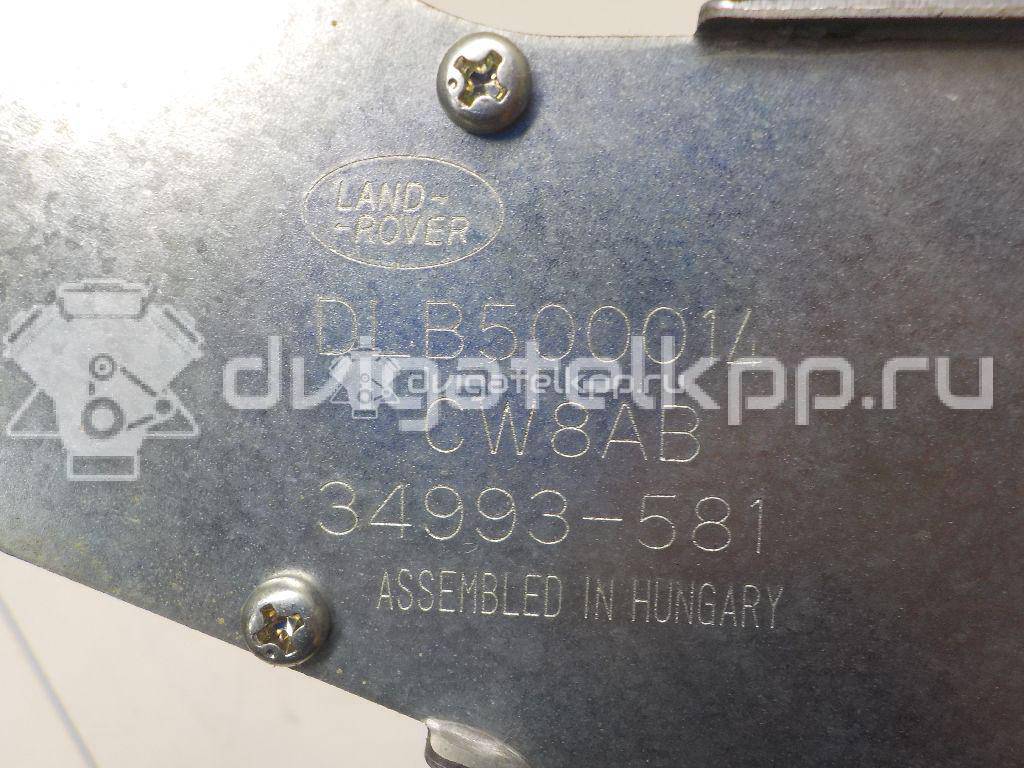 LAND-
-ROVER
DLB500014
dvigatelkpp.ru
dvigatelkpp.ru
CW8AB
34993-581
ASSEMBLED IN HUNGARY